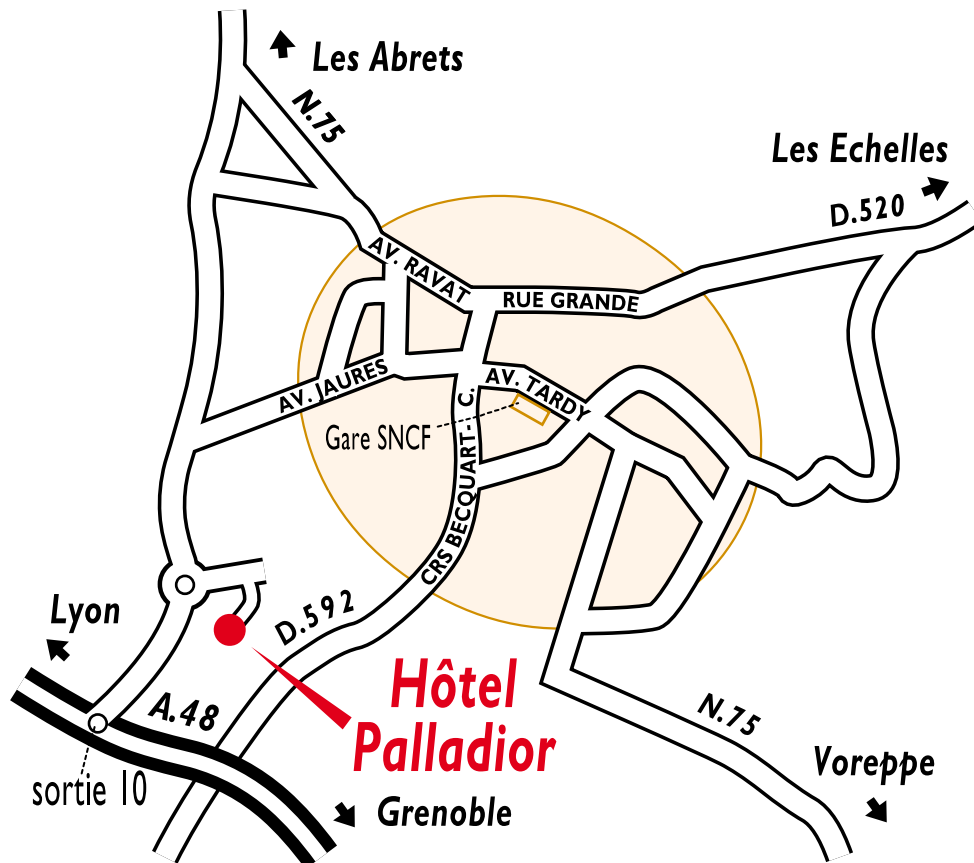 Les Abrets
N.75
Les Echelles
D.520
AV. RAVAT
RUE GRANDE
AV. JAURES
AV. TARDY
Gare SNCF
CRS BECQUART-C.
Lyon
D.592
Hôtel
Palladior
A.48
N.75
Voreppe
sortie 10
Grenoble